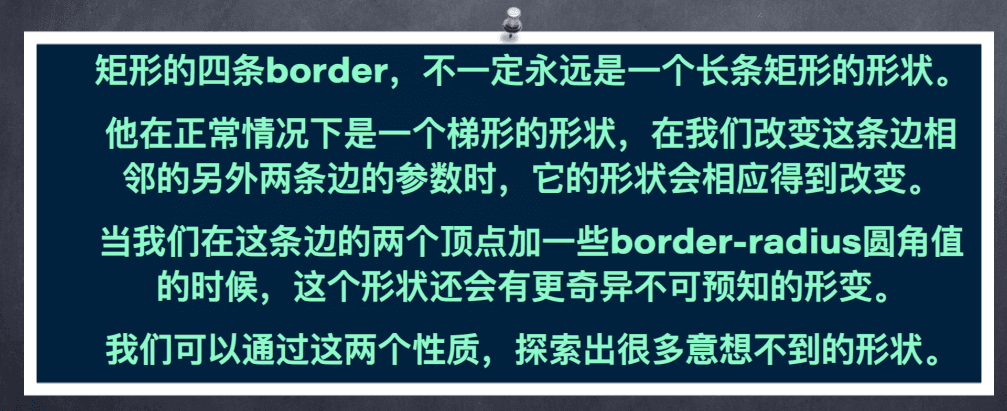 矩形的四条border，不一定永远是一个长条矩形的形状。
他在正常情况下是一个梯形的形状，在我们改变这条边相
邻的另外两条边的参数时，它的形状会相应得到改变。
当我们在这条边的两个顶点加一些border-radius圆角值
的时候，这个形状还会有更奇异不可预知的形变。
我们可以通过这两个性质，探索出很多意想不到的形状。